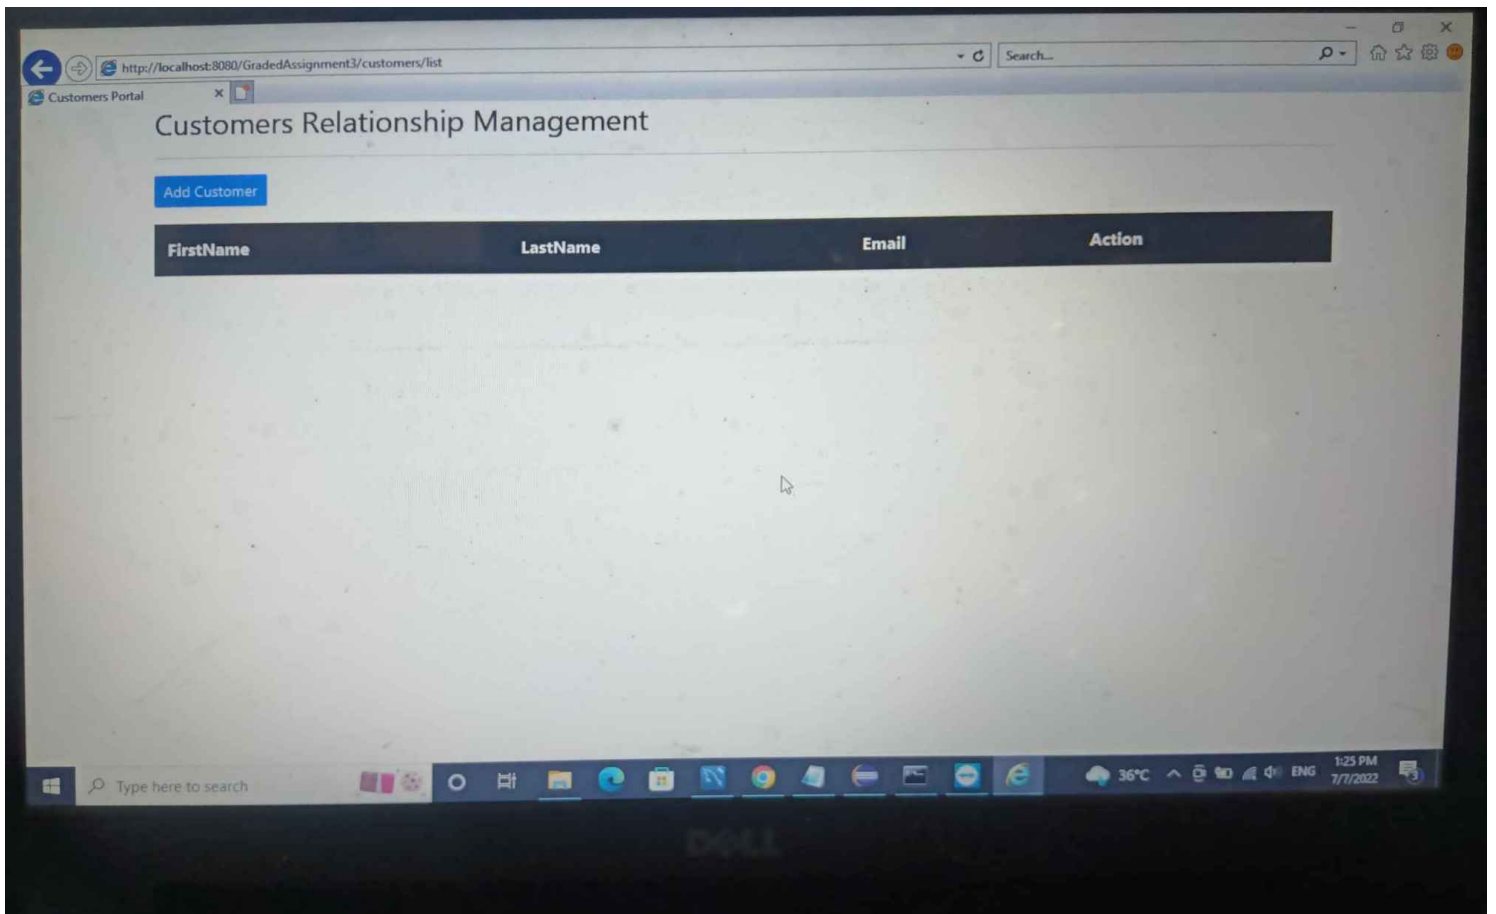 http://localhost:8080/GradedAssignment3/customers/list
Search...
Customers Portal
Customers Relationship Management
Add Customer
FirstName LastName Email Action
Type here to search
36°C ENG 1:25 PM
7/7/2022
3
DELL